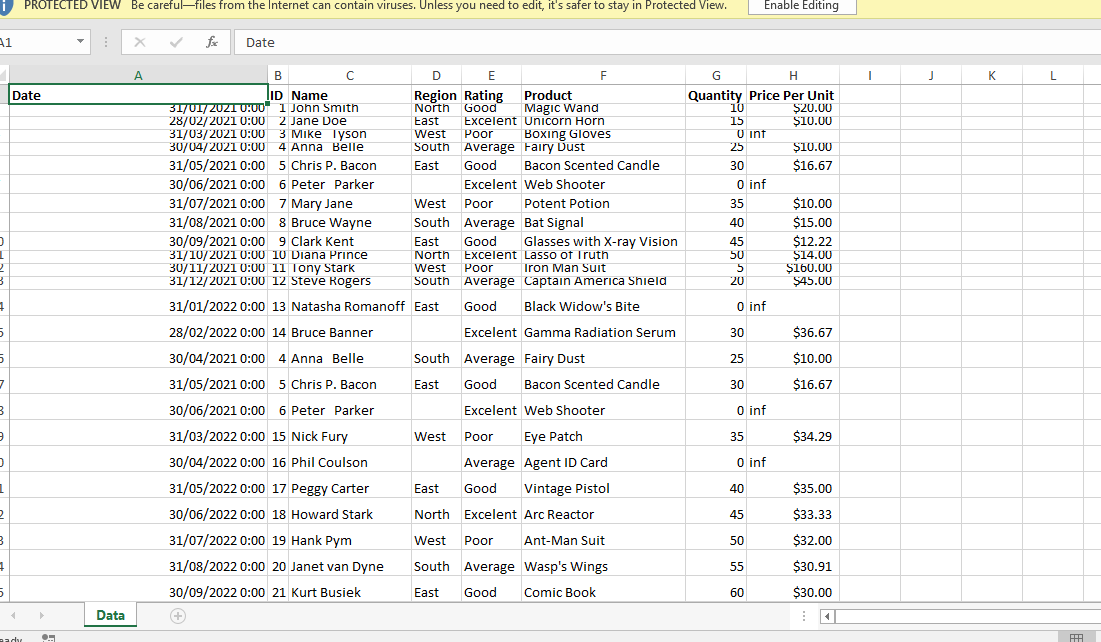 PROTECTED VIEW Be careful—files from the Internet can contain viruses. Unless you need to edit, it's safer to stay in Protected View. Enable Editing
A1 fx Date
A B C D E F G H I J K L
Date ID Name Region Rating Product Quantity Price Per Unit
31/01/2021 0:00 1 John Smith North Good Magic Wand 10 $20.00
28/02/2021 0:00 2 Jane Doe East Excelent Unicorn Horn 15 $10.00
31/03/2021 0:00 3 Mike Tyson West Poor Boxing Gloves 0 inf
30/04/2021 0:00 4 Anna Belle South Average Fairy Dust 25 $10.00
31/05/2021 0:00 5 Chris P. Bacon East Good Bacon Scented Candle 30 $16.67
30/06/2021 0:00 6 Peter Parker Excelent Web Shooter 0 inf
31/07/2021 0:00 7 Mary Jane West Poor Potent Potion 35 $10.00
31/08/2021 0:00 8 Bruce Wayne South Average Bat Signal 40 $15.00
30/09/2021 0:00 9 Clark Kent East Good Glasses with X-ray Vision 45 $12.22
31/10/2021 0:00 10 Diana Prince North Excelent Lasso of Truth 50 $14.00
30/11/2021 0:00 11 Tony Stark West Poor Iron Man Suit 5 $160.00
31/12/2021 0:00 12 Steve Rogers South Average Captain America Shield 20 $45.00
31/01/2022 0:00 13 Natasha Romanoff East Good Black Widow's Bite 0 inf
28/02/2022 0:00 14 Bruce Banner Excelent Gamma Radiation Serum 30 $36.67
30/04/2021 0:00 4 Anna Belle South Average Fairy Dust 25 $10.00
31/05/2021 0:00 5 Chris P. Bacon East Good Bacon Scented Candle 30 $16.67
30/06/2021 0:00 6 Peter Parker Excelent Web Shooter 0 inf
31/03/2022 0:00 15 Nick Fury West Poor Eye Patch 35 $34.29
30/04/2022 0:00 16 Phil Coulson Average Agent ID Card 0 inf
31/05/2022 0:00 17 Peggy Carter East Good Vintage Pistol 40 $35.00
30/06/2022 0:00 18 Howard Stark North Excelent Arc Reactor 45 $33.33
31/07/2022 0:00 19 Hank Pym West Poor Ant-Man Suit 50 $32.00
31/08/2022 0:00 20 Janet van Dyne South Average Wasp's Wings 55 $30.91
30/09/2022 0:00 21 Kurt Busiek East Good Comic Book 60 $30.00
Data